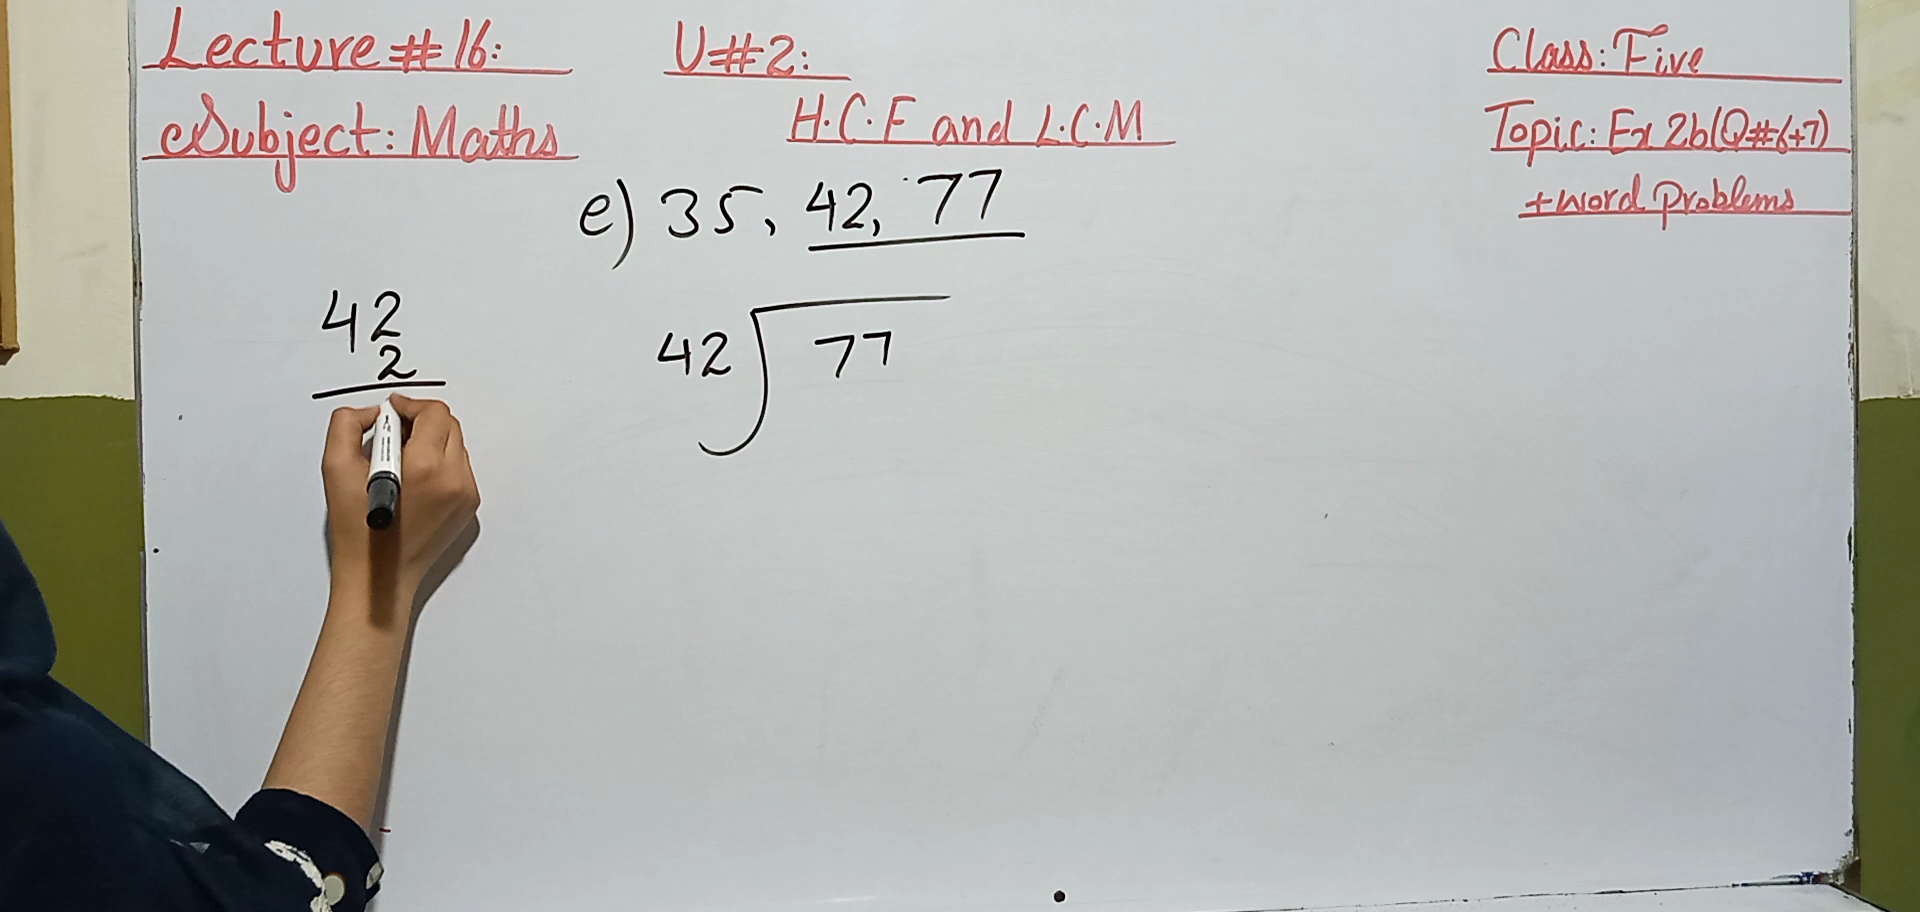 Lecture # 16: U#2: Class: Five
Subject: Maths H.C.F and L.C.M Topic: Ex 2b(Q#6+7)
+word Problems
e) 35, 42, 77
42
2
42 77